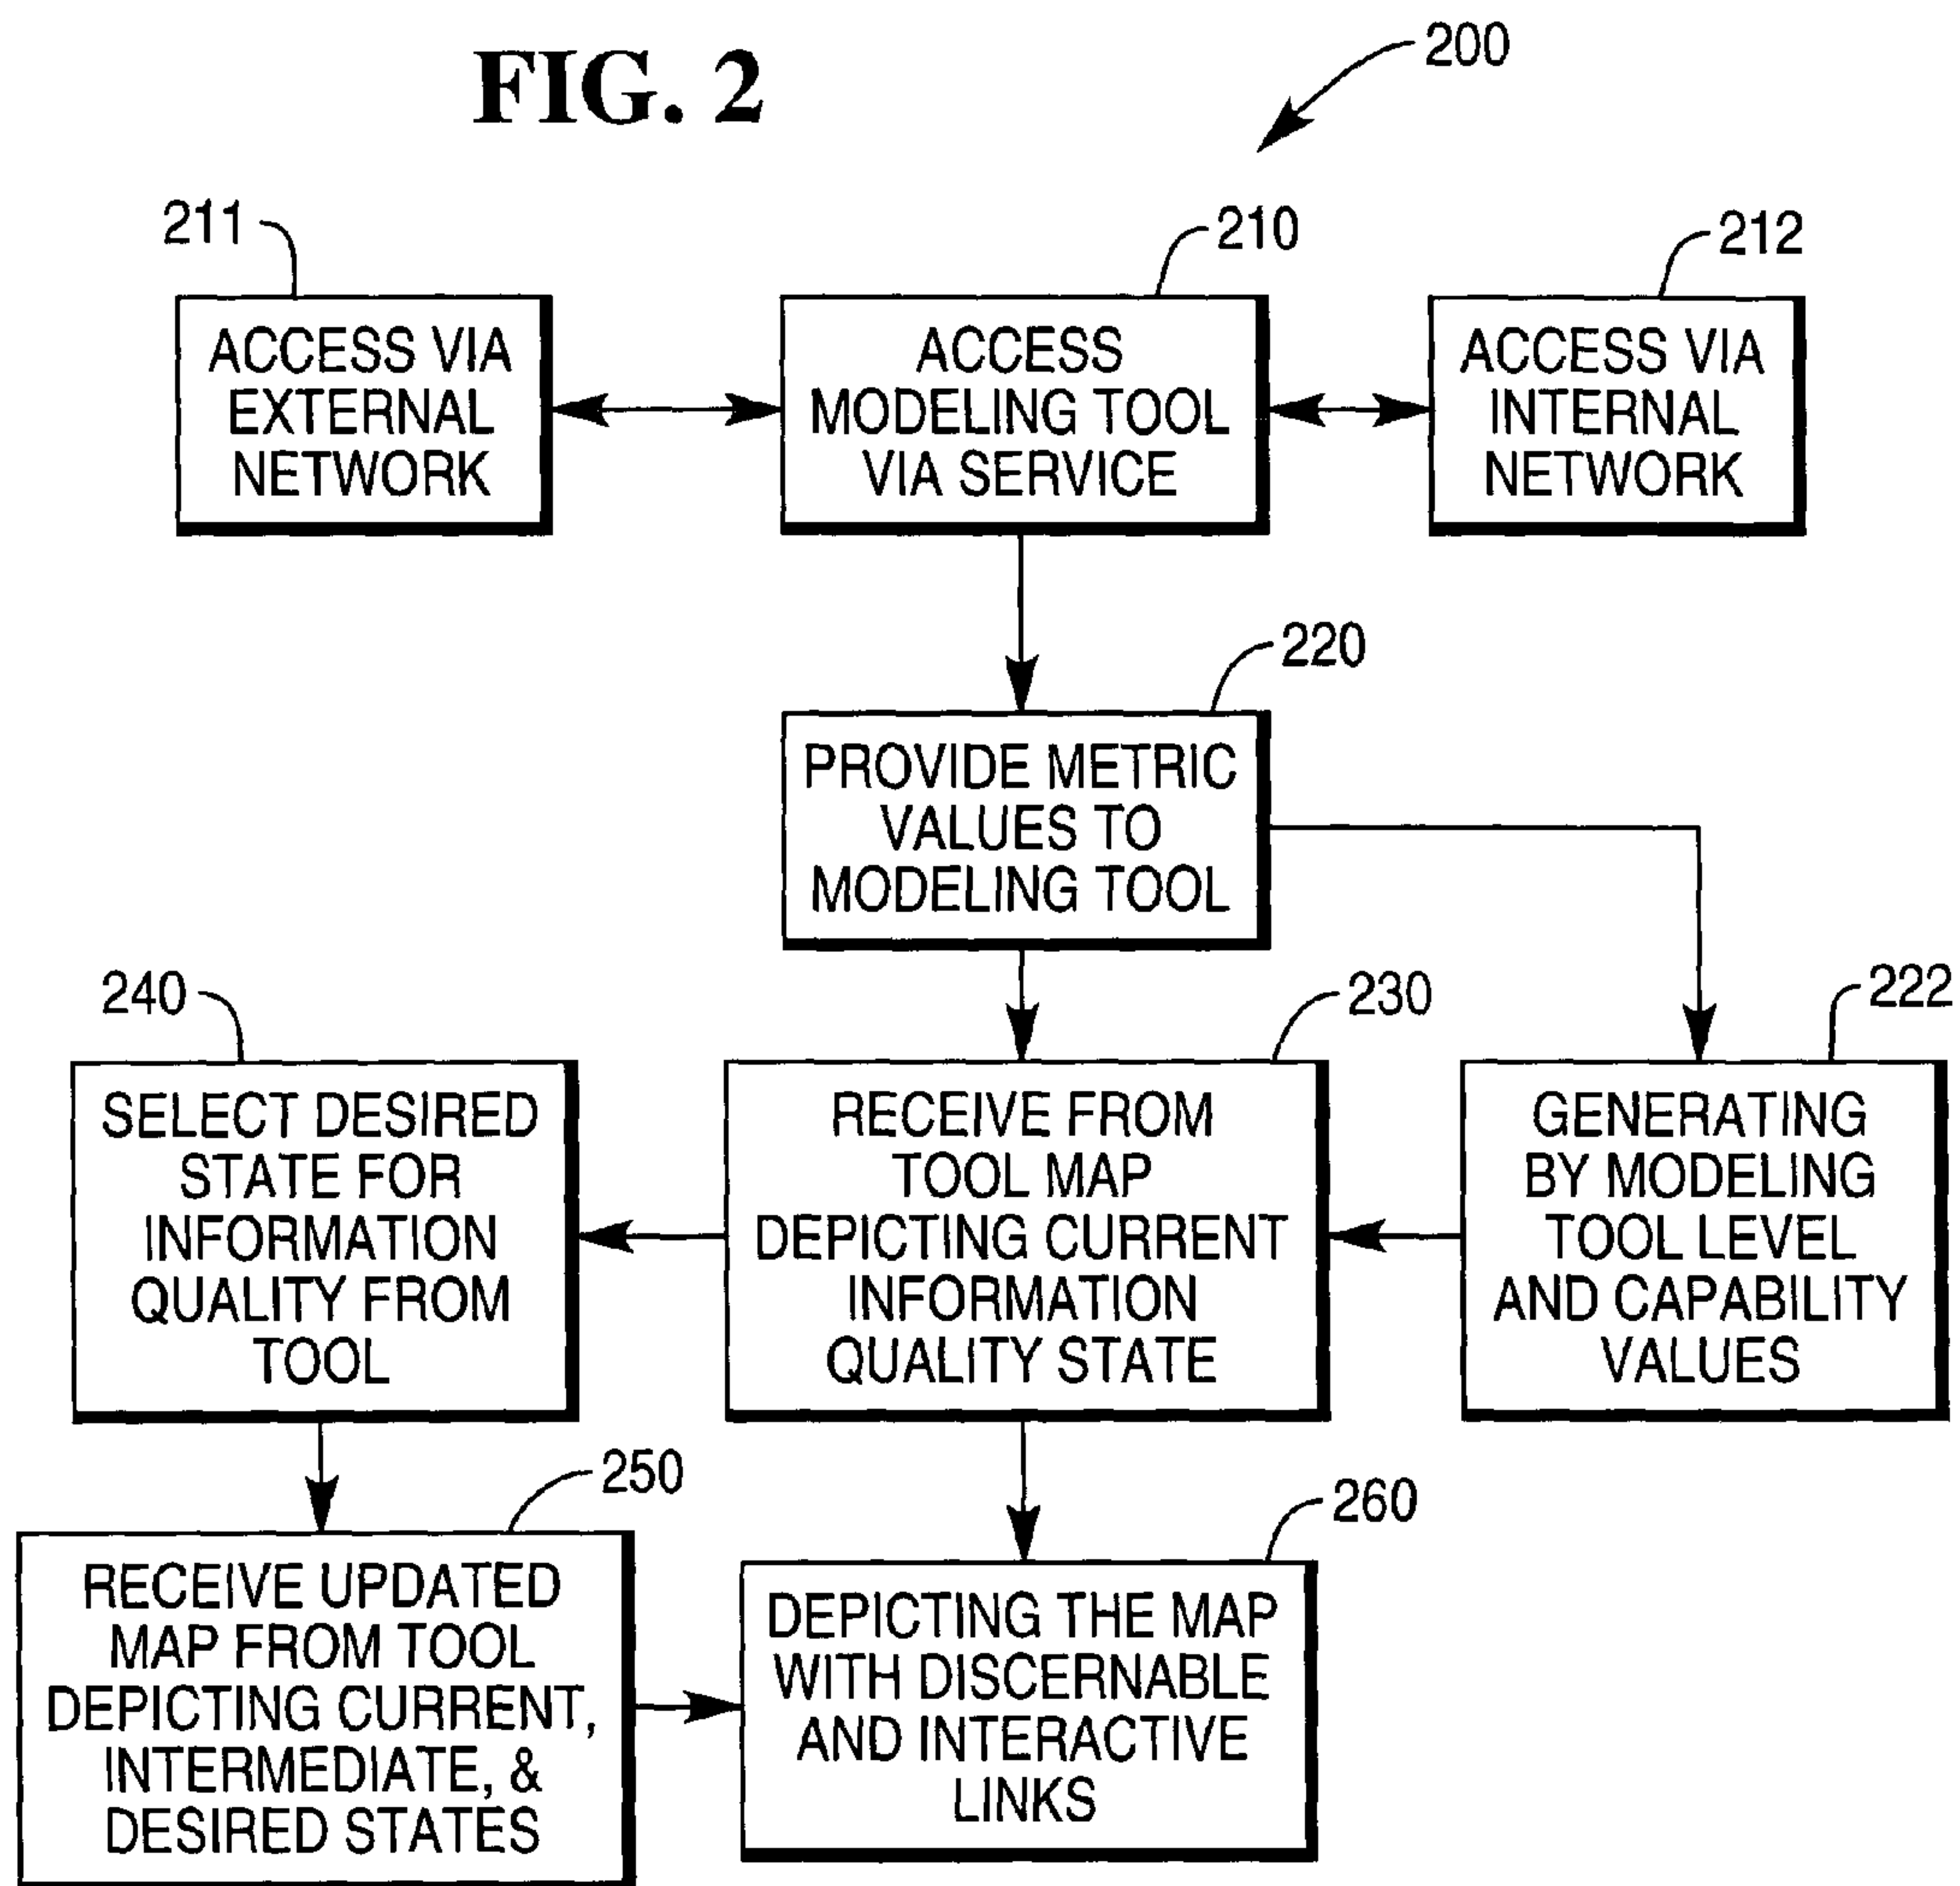 FIG. 2
200
211
210
212
ACCESS VIA
EXTERNAL
NETWORK
ACCESS
MODELING TOOL
VIA SERVICE
ACCESS VIA
INTERNAL
NETWORK
220
PROVIDE METRIC
VALUES TO
MODELING TOOL
240
230
222
SELECT DESIRED
STATE FOR
INFORMATION
QUALITY FROM
TOOL
RECEIVE FROM
TOOL MAP
DEPICTING CURRENT
INFORMATION
QUALITY STATE
GENERATING
BY MODELING
TOOL LEVEL
AND CAPABILITY
VALUES
250
260
RECEIVE UPDATED
MAP FROM TOOL
DEPICTING CURRENT,
INTERMEDIATE, &
DESIRED STATES
DEPICTING THE MAP
WITH DISCERNABLE
AND INTERACTIVE
LINKS